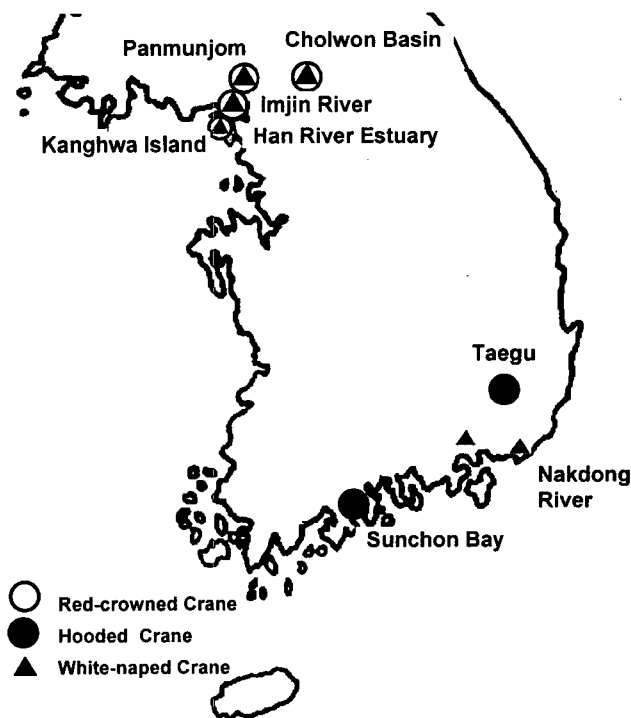 Cholwon Basin
Panmunjom
Imjin River
Han River Estuary
Kanghwa Island
Taegu
Nakdong
River
Sunchon Bay
Red-crowned Crane
Hooded Crane
White-naped Crane